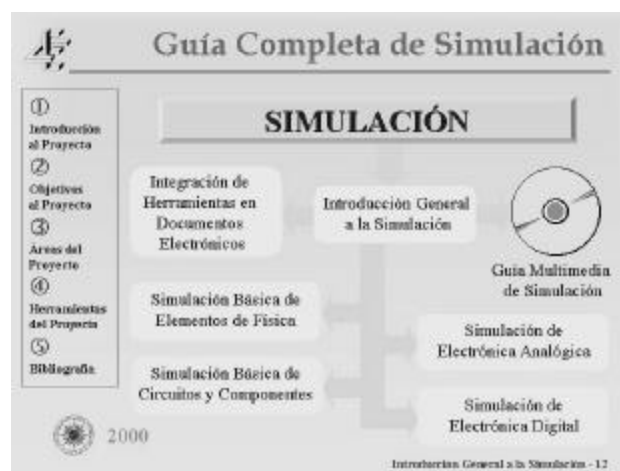 Guía Completa de Simulación
SIMULACIÓN
①
Introducción
al Proyecto
②
Objetivos
al Proyecto
③
Areas del
Proyecto
④
Herramientas
del Proyecto
⑤
Bibliografía
Integración de
Herramientas en
Documentos
Electrónicos
Introducción General
a la Simulación
Guía Multimedia
de Simulación
Simulación Básica de
Elementos de Física
Simulación de
Electrónica Analógica
Simulación Básica de
Circuitos y Componentes
Simulación de
Electrónica Digital
2000
Introduccion General a la Simulación - 12